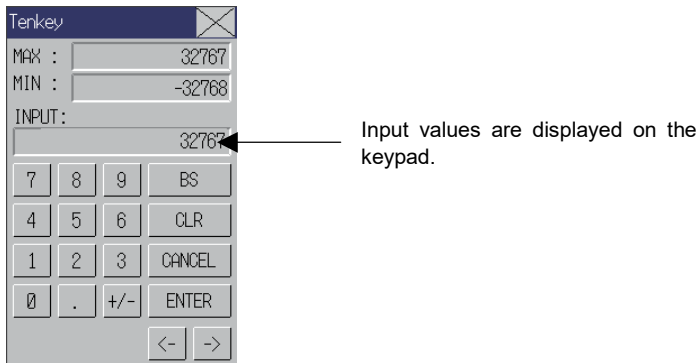 Tenkey
MAX : 32767
MIN : -32768
INPUT:
32767
Input values are displayed on the
keypad.
7 8 9 BS
4 5 6 CLR
1 2 3 CANCEL
0 . +/- ENTER
<- ->